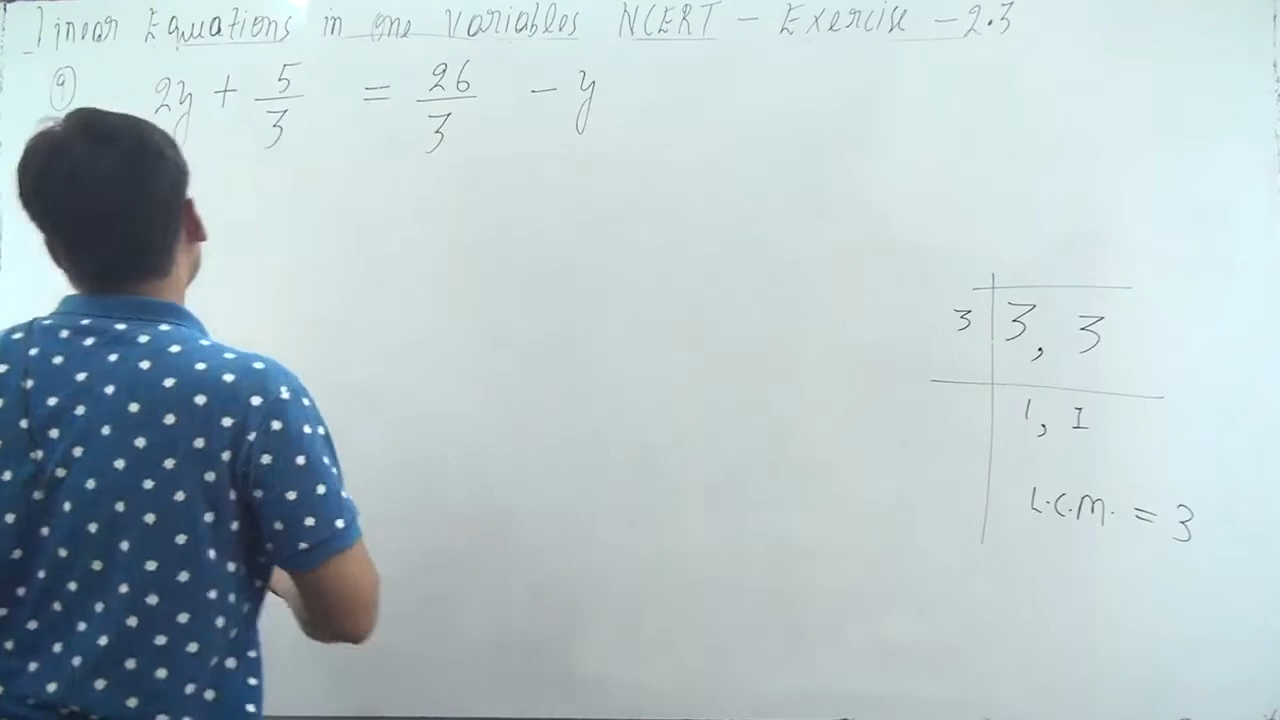 Linear Equations in one variables NCERT - Exercise - 2.3
⑨ 2y + 5/3 = 26/3 - y
3 | 3, 3
1, 1
L.C.M. = 3